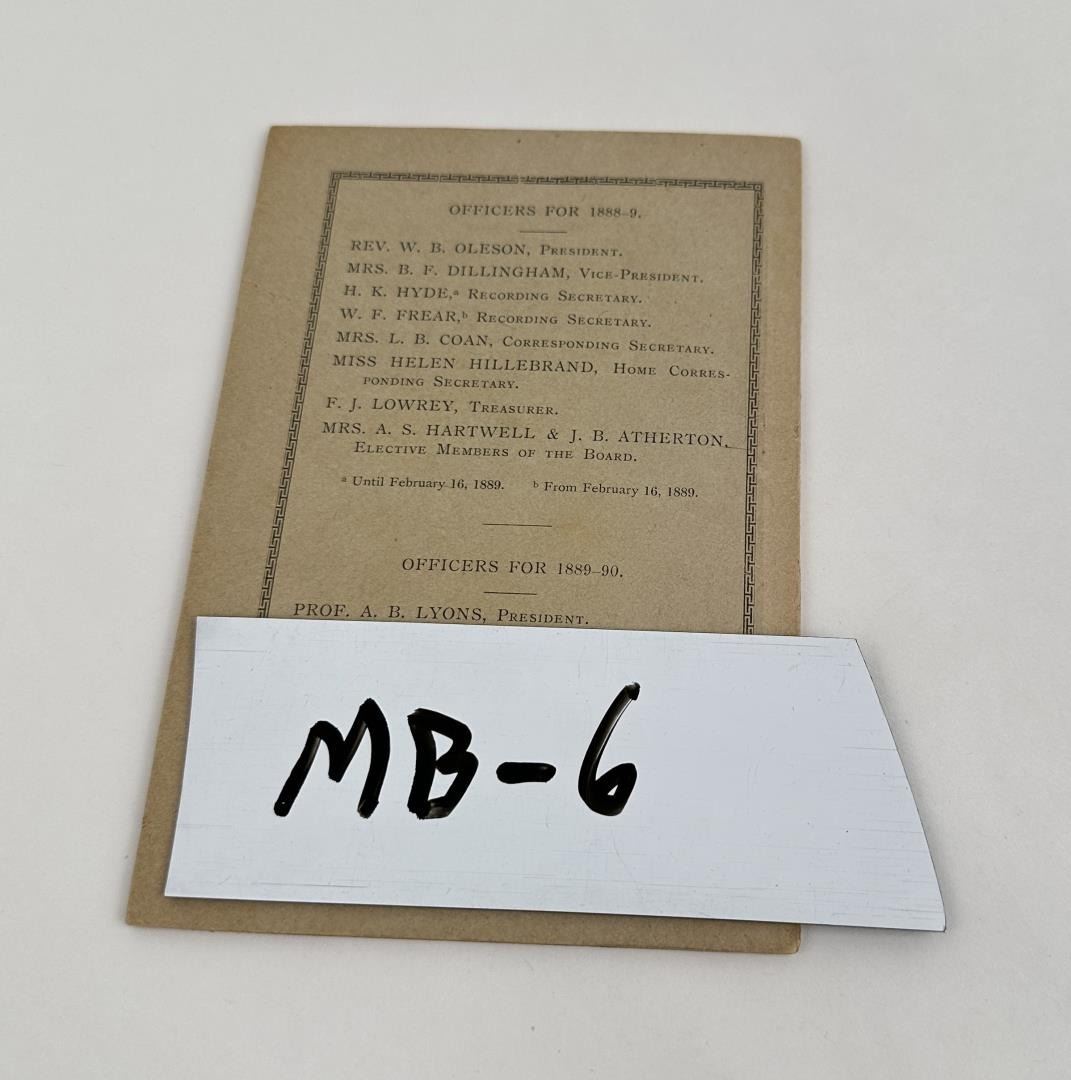 OFFICERS FOR 1888–9.
REV. W. B. OLESON, PRESIDENT.
MRS. B. F. DILLINGHAM, VICE-PRESIDENT.
H. K. HYDE,ᵃ RECORDING SECRETARY.
W. F. FREAR,ᵇ RECORDING SECRETARY.
MRS. L. B. COAN, CORRESPONDING SECRETARY.
MISS HELEN HILLEBRAND, HOME CORRES-
PONDING SECRETARY.
F. J. LOWREY, TREASURER.
MRS. A. S. HARTWELL & J. B. ATHERTON,
ELECTIVE MEMBERS OF THE BOARD.
ᵃ Until February 16, 1889. ᵇ From February 16, 1889.
OFFICERS FOR 1889–90.
PROF. A. B. LYONS, PRESIDENT.
MB-6